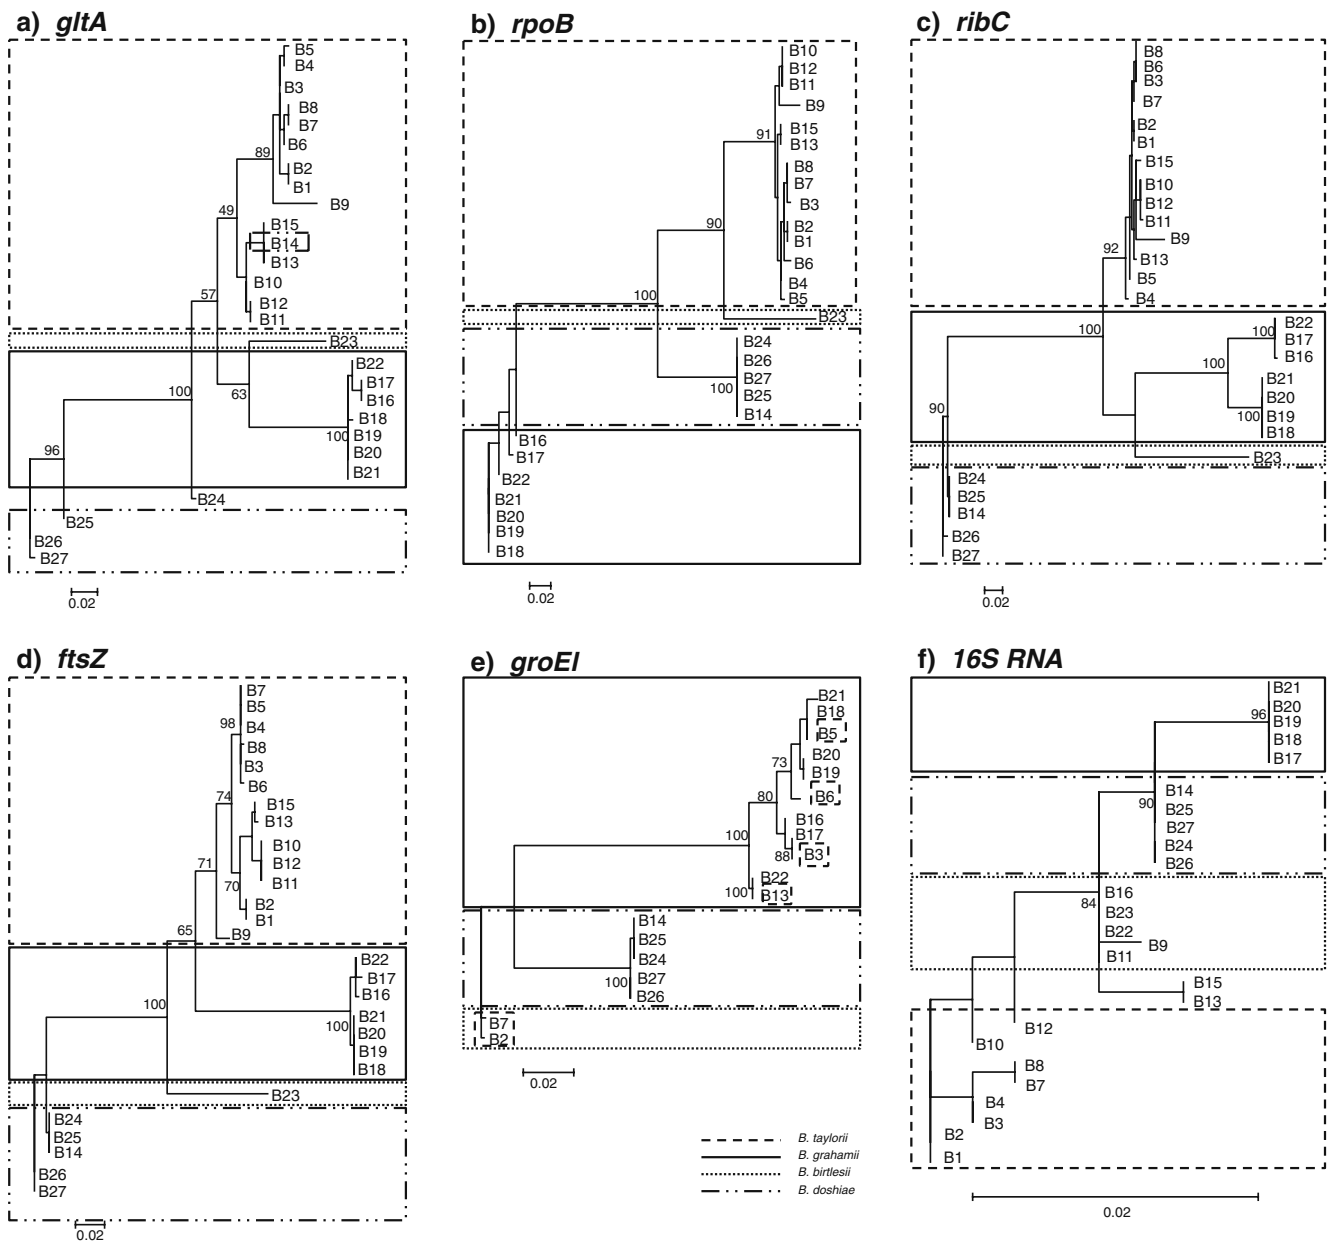 a) gltA
B5
B4
B3
B8
B7
B6
89
B2
B1
B9
49
B15
B14
B13
B10
57
B12
B11
B23
B22
B17
100
63
B16
B18
100
B19
B20
96
B21
B24
B25
B26
B27
0.02
b) rpoB
B10
B12
B11
B9
91
B15
B13
B8
B7
B3
90
B2
B1
B6
B4
100
B5
B23
B24
B26
B27
100
B25
B14
B16
B17
B22
B21
B20
B19
B18
0.02
c) ribC
B8
B6
B3
B7
B2
B1
B15
B10
B12
B11
B9
92
B13
B5
B4
100
B22
100
B17
B16
100
B21
B20
90
100
B19
B18
B23
B24
B25
B14
B26
B27
0.02
d) ftsZ
B7
B5
98
B4
B8
B3
B6
74
B15
B13
B10
71
B12
70
B11
B2
B1
65
B9
B22
B17
100
B16
B21
100
B20
B19
B18
B23
B24
B25
B14
B26
B27
0.02
e) groEl
B21
B18
B5
B20
73
B19
80
B6
B16
100
B17
88
B3
B22
100
B13
B14
B25
B24
100
B27
B26
B7
B2
0.02
f) 16S RNA
B21
B20
96
B19
B18
B17
B14
90
B25
B27
B24
B26
B16
84
B23
B22
B9
B11
B15
B13
B12
B10
B8
B7
B4
B3
B2
B1
0.02
B. taylorii
B. grahamii
B. birtlesii
B. doshiae